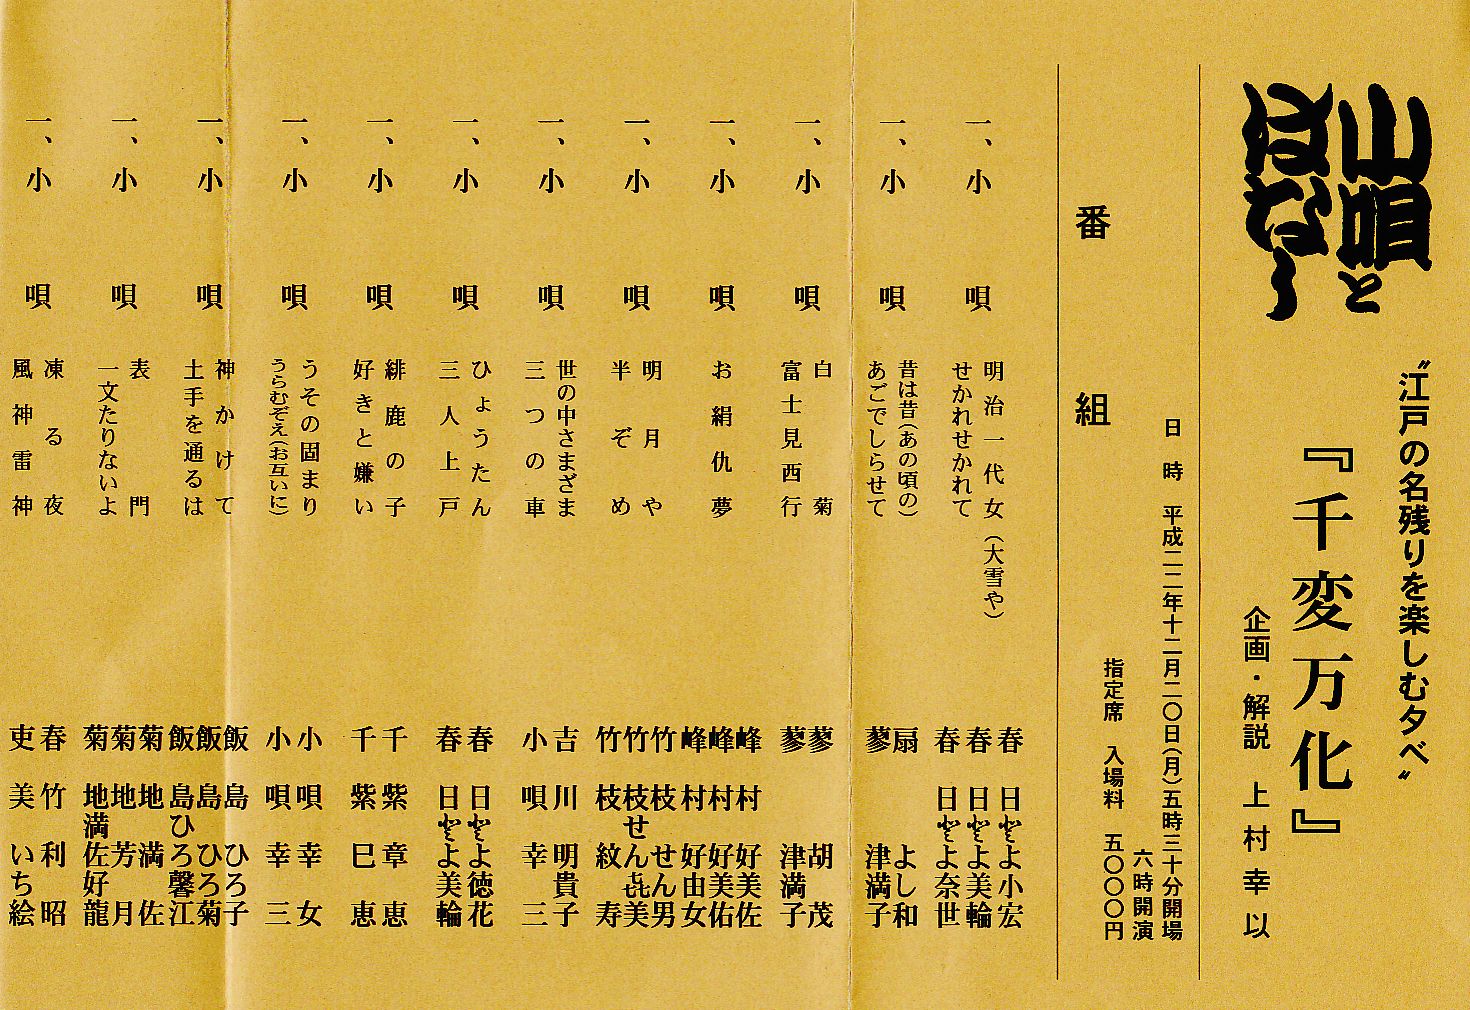 小唄と
はなし
〝江戸の名残りを楽しむ夕べ〟
『千変万化』
企画・解説 上村幸以
日時 平成二二年十二月二〇日(月)五時三十分開場
六時開演
指定席 入場料 五〇〇〇円
番組
一、小唄
明治一代女(大雪や)
せかれせかれて
春日とよ小宏
春日とよ美輪
春日とよ奈世
一、小唄
昔は昔(あの頃の)
あごでしらせて
扇よし和
蓼津満子
一、小唄
白菊
富士見西行
蓼胡茂
蓼津満子
一、小唄
お絹仇夢
峰村好美佐
峰村好美佑
峰村好由女
一、小唄
明月や
半ぞめ
竹枝せん男
竹枝せん㐂美
竹枝紋寿
一、小唄
世の中さまざま
三つの車
吉川明貴子
小唄幸三
一、小唄
ひょうたん
三人上戸
春日とよ徳花
春日とよ美輪
一、小唄
緋鹿の子
好きと嫌い
千紫章恵
千紫巳恵
一、小唄
うその固まり
うらむぞえ(お互いに)
小唄幸女
小唄幸三
一、小唄
神かけて
土手を通るは
飯島ひろ子
飯島ひろ菊
飯島ひろ馨江
一、小唄
表門
一文たりないよ
菊地満佐
菊地芳月
菊地満佐好龍
一、小唄
凍る夜
風神雷神
春竹利昭
吏美いち絵